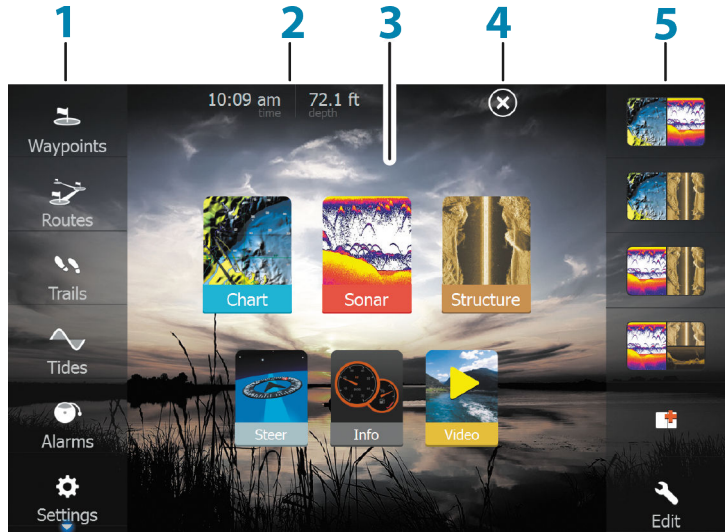 1 2 3 4 5
10:09 am 72.1 ft
time depth
Waypoints
Routes
Trails
Tides
Alarms
Settings
Chart Sonar Structure
Steer Info Video
Edit